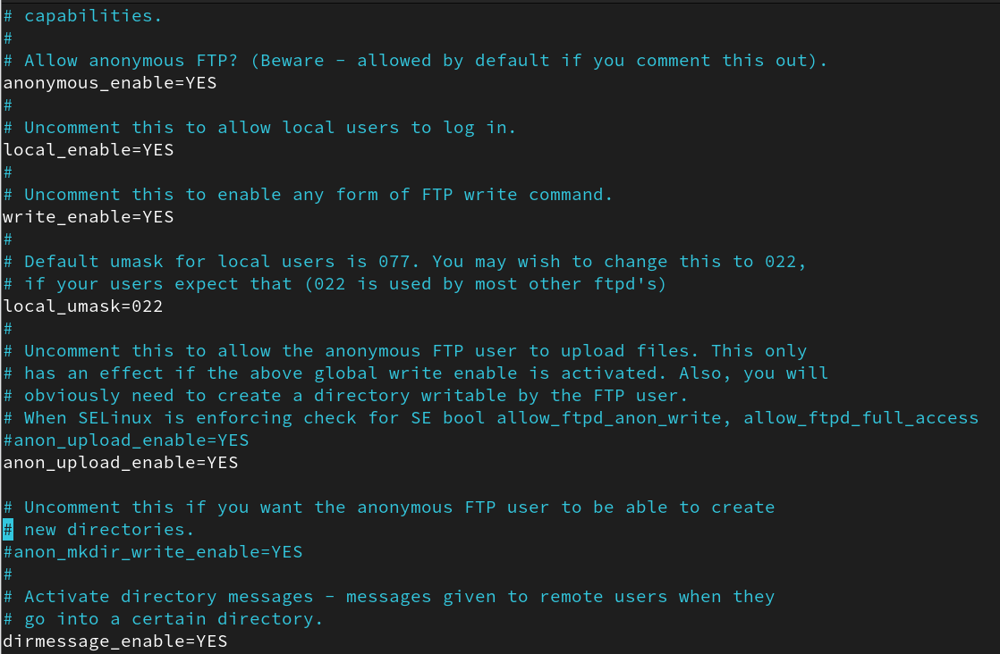 # capabilities.
#
# Allow anonymous FTP? (Beware - allowed by default if you comment this out).
anonymous_enable=YES
#
# Uncomment this to allow local users to log in.
local_enable=YES
#
# Uncomment this to enable any form of FTP write command.
write_enable=YES
#
# Default umask for local users is 077. You may wish to change this to 022,
# if your users expect that (022 is used by most other ftpd's)
local_umask=022
#
# Uncomment this to allow the anonymous FTP user to upload files. This only
# has an effect if the above global write enable is activated. Also, you will
# obviously need to create a directory writable by the FTP user.
# When SELinux is enforcing check for SE bool allow_ftpd_anon_write, allow_ftpd_full_access
#anon_upload_enable=YES
anon_upload_enable=YES

# Uncomment this if you want the anonymous FTP user to be able to create
# new directories.
#anon_mkdir_write_enable=YES
#
# Activate directory messages - messages given to remote users when they
# go into a certain directory.
dirmessage_enable=YES